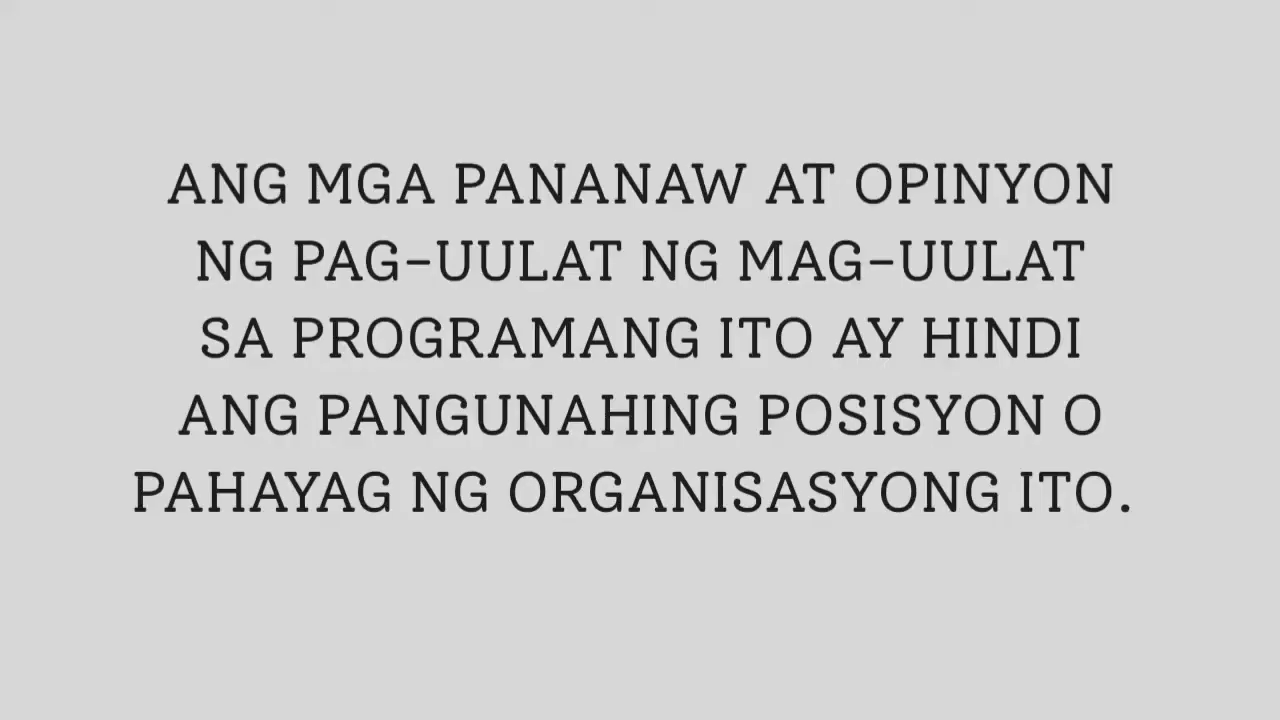 ANG MGA PANANAW AT OPINYON
NG PAG-UULAT NG MAG-UULAT
SA PROGRAMANG ITO AY HINDI
ANG PANGUNAHING POSISYON O
PAHAYAG NG ORGANISASYONG ITO.